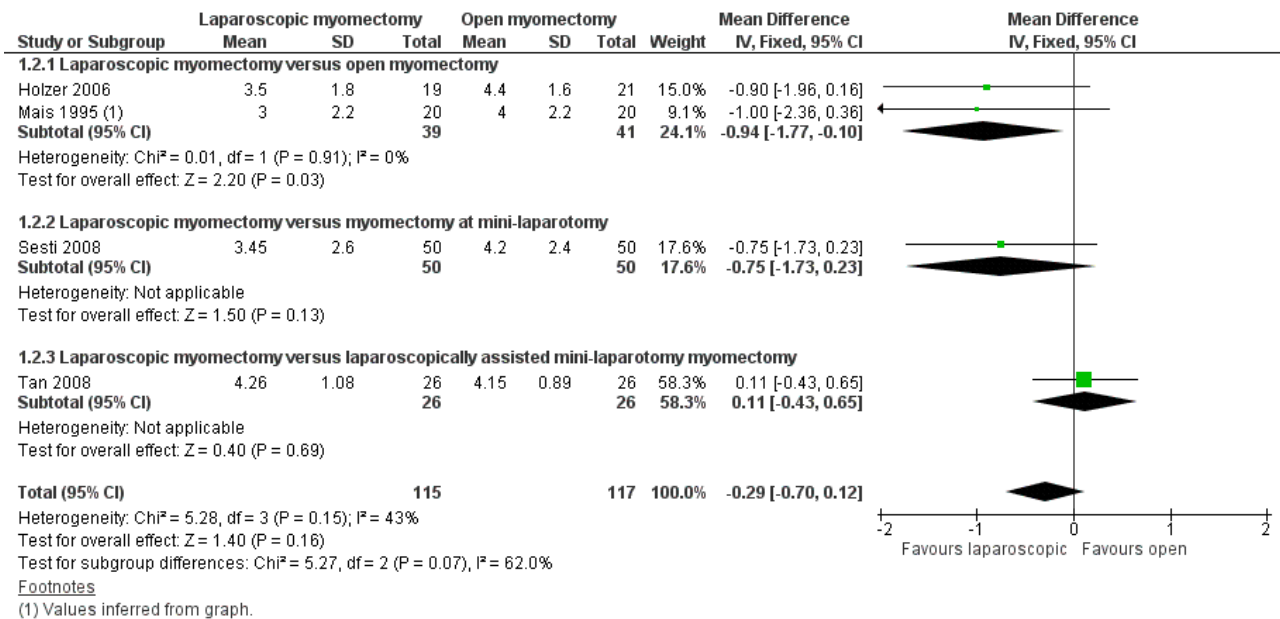 Laparoscopic myomectomy Open myomectomy Mean Difference Mean Difference
Study or Subgroup Mean SD Total Mean SD Total Weight IV, Fixed, 95% CI IV, Fixed, 95% CI
1.2.1 Laparoscopic myomectomy versus open myomectomy
Holzer 2006 3.5 1.8 19 4.4 1.6 21 15.0% -0.90 [-1.96, 0.16]
Mais 1995 (1) 3 2.2 20 4 2.2 20 9.1% -1.00 [-2.36, 0.36]
Subtotal (95% CI) 39 41 24.1% -0.94 [-1.77, -0.10]
Heterogeneity: Chi² = 0.01, df = 1 (P = 0.91); I² = 0%
Test for overall effect: Z = 2.20 (P = 0.03)
1.2.2 Laparoscopic myomectomy versus myomectomy at mini-laparotomy
Sesti 2008 3.45 2.6 50 4.2 2.4 50 17.6% -0.75 [-1.73, 0.23]
Subtotal (95% CI) 50 50 17.6% -0.75 [-1.73, 0.23]
Heterogeneity: Not applicable
Test for overall effect: Z = 1.50 (P = 0.13)
1.2.3 Laparoscopic myomectomy versus laparoscopically assisted mini-laparotomy myomectomy
Tan 2008 4.26 1.08 26 4.15 0.89 26 58.3% 0.11 [-0.43, 0.65]
Subtotal (95% CI) 26 26 58.3% 0.11 [-0.43, 0.65]
Heterogeneity: Not applicable
Test for overall effect: Z = 0.40 (P = 0.69)
Total (95% CI) 115 117 100.0% -0.29 [-0.70, 0.12]
Heterogeneity: Chi² = 5.28, df = 3 (P = 0.15); I² = 43%
Test for overall effect: Z = 1.40 (P = 0.16)
Test for subgroup differences: Chi² = 5.27, df = 2 (P = 0.07), I² = 62.0%
-2 -1 0 1 2
Favours laparoscopic Favours open
Footnotes
(1) Values inferred from graph.